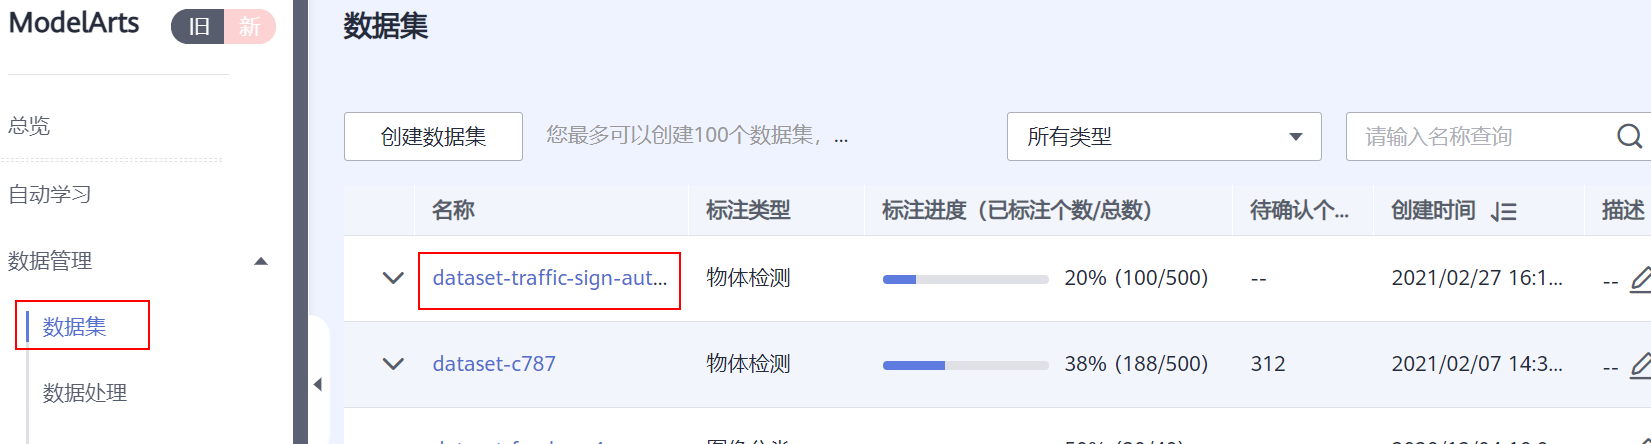 ModelArts 旧 新
总览
自动学习
数据管理
数据集
数据处理
数据集
创建数据集 您最多可以创建100个数据集，... 所有类型 请输入名称查询
名称 标注类型 标注进度（已标注个数/总数） 待确认个... 创建时间 描述
dataset-traffic-sign-aut... 物体检测 20% (100/500) -- 2021/02/27 16:1... --
dataset-c787 物体检测 38% (188/500) 312 2021/02/07 14:3... --